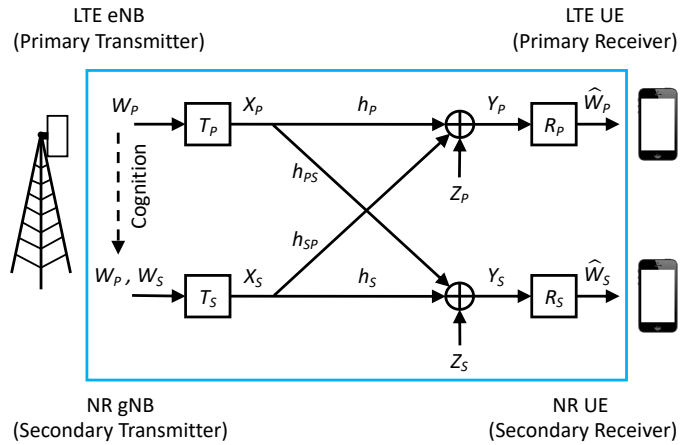 LTE eNB
(Primary Transmitter)
LTE UE
(Primary Receiver)
W_P
T_P
X_P
h_P
Y_P
R_P
Ŵ_P
Z_P
Cognition
h_PS
h_SP
W_P , W_S
T_S
X_S
h_S
Y_S
R_S
Ŵ_S
Z_S
NR gNB
(Secondary Transmitter)
NR UE
(Secondary Receiver)